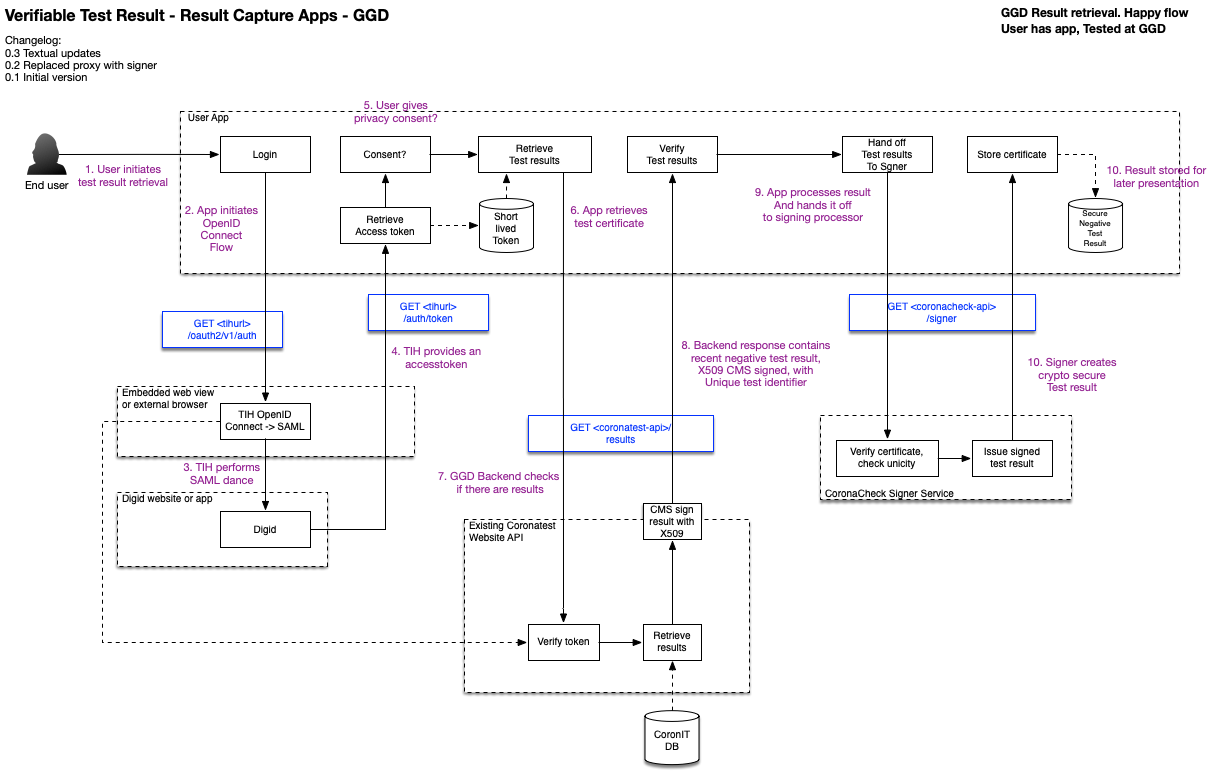 Verifiable Test Result - Result Capture Apps - GGD
GGD Result retrieval. Happy flow
User has app, Tested at GGD
Changelog:
0.3 Textual updates
0.2 Replaced proxy with signer
0.1 Initial version
User App
5. User gives
privacy consent?
End user
1. User initiates
test result retrieval
Login
Consent?
Retrieve
Test results
Verify
Test results
Hand off
Test results
To Sgner
Store certificate
10. Result stored for
later presentation
2. App initiates
OpenID
Connect
Flow
Retrieve
Access token
Short
lived
Token
6. App retrieves
test certificate
9. App processes result
And hands it off
to signing processor
Secure
Negative
Test
Result
GET <tihurl>
/oauth2/v1/auth
GET <tihurl>
/auth/token
GET <coronacheck-api>
/signer
4. TIH provides an
accesstoken
8. Backend response contains
recent negative test result,
X509 CMS signed, with
Unique test identifier
10. Signer creates
crypto secure
Test result
Embedded web view
or external browser
TIH OpenID
Connect -> SAML
GET <coronatest-api>/
results
3. TIH performs
SAML dance
7. GGD Backend checks
if there are results
Verify certificate,
check unicity
Issue signed
test result
CoronaCheck Signer Service
Digid website or app
Digid
Existing Coronatest
Website API
CMS sign
result with
X509
Verify token
Retrieve
results
CoronIT
DB